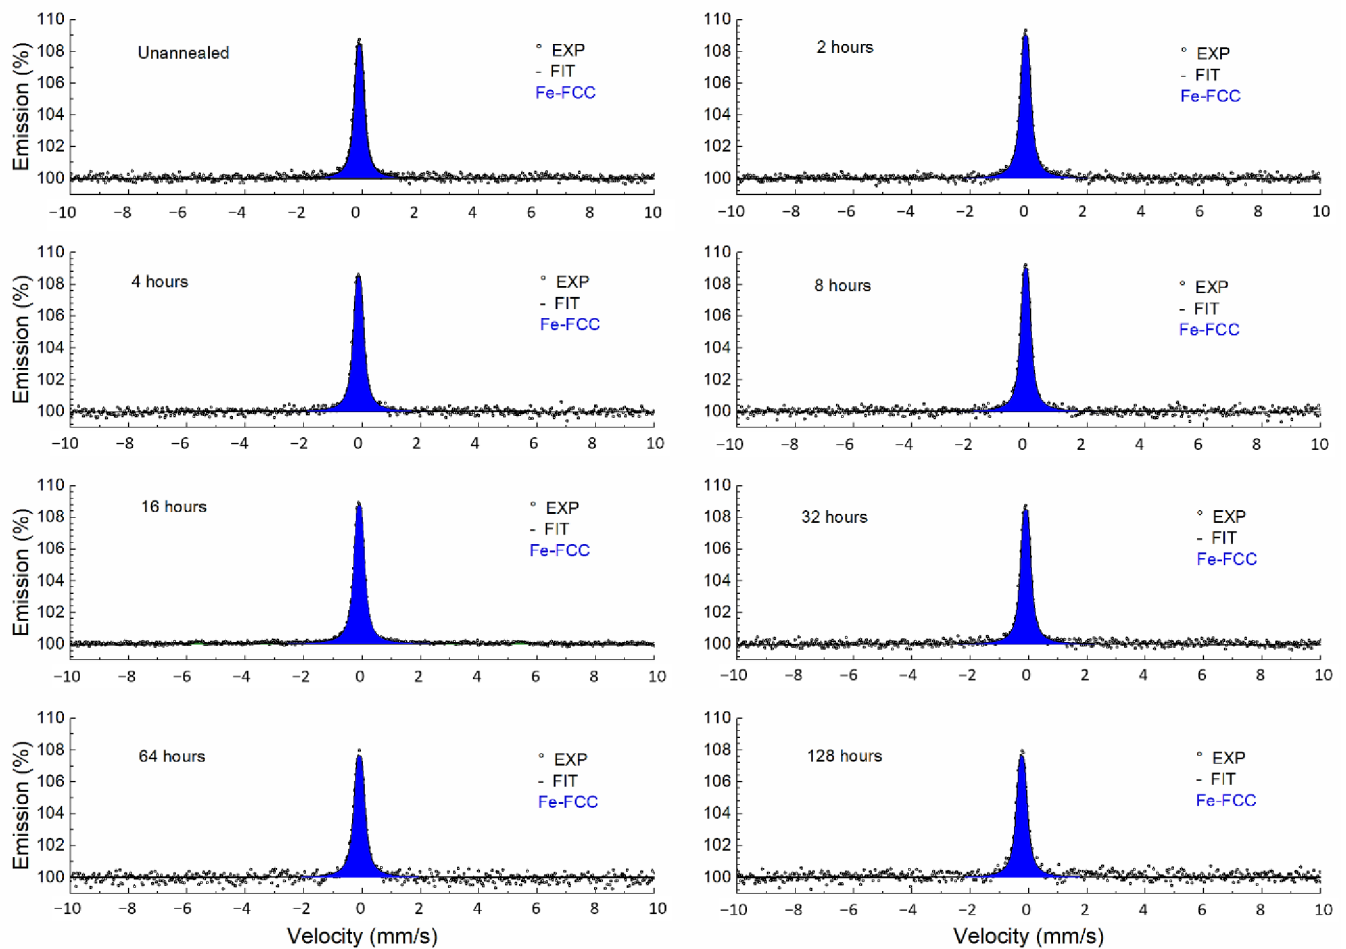 110
108
106
104
102
100
Emission (%)
Unannealed
° EXP
- FIT
Fe-FCC
−10 −8 −6 −4 −2 0 2 4 6 8 10
110
108
106
104
102
100
2 hours
° EXP
- FIT
Fe-FCC
−10 −8 −6 −4 −2 0 2 4 6 8 10
110
108
106
104
102
100
Emission (%)
4 hours
° EXP
- FIT
Fe-FCC
−10 −8 −6 −4 −2 0 2 4 6 8 10
110
108
106
104
102
100
8 hours
° EXP
- FIT
Fe-FCC
−10 −8 −6 −4 −2 0 2 4 6 8 10
110
108
106
104
102
100
Emission (%)
16 hours
° EXP
- FIT
Fe-FCC
−10 −8 −6 −4 −2 0 2 4 6 8 10
110
108
106
104
102
100
32 hours
° EXP
- FIT
Fe-FCC
−10 −8 −6 −4 −2 0 2 4 6 8 10
110
108
106
104
102
100
Emission (%)
64 hours
° EXP
- FIT
Fe-FCC
−10 −8 −6 −4 −2 0 2 4 6 8 10
Velocity (mm/s)
110
108
106
104
102
100
128 hours
° EXP
- FIT
Fe-FCC
−10 −8 −6 −4 −2 0 2 4 6 8 10
Velocity (mm/s)